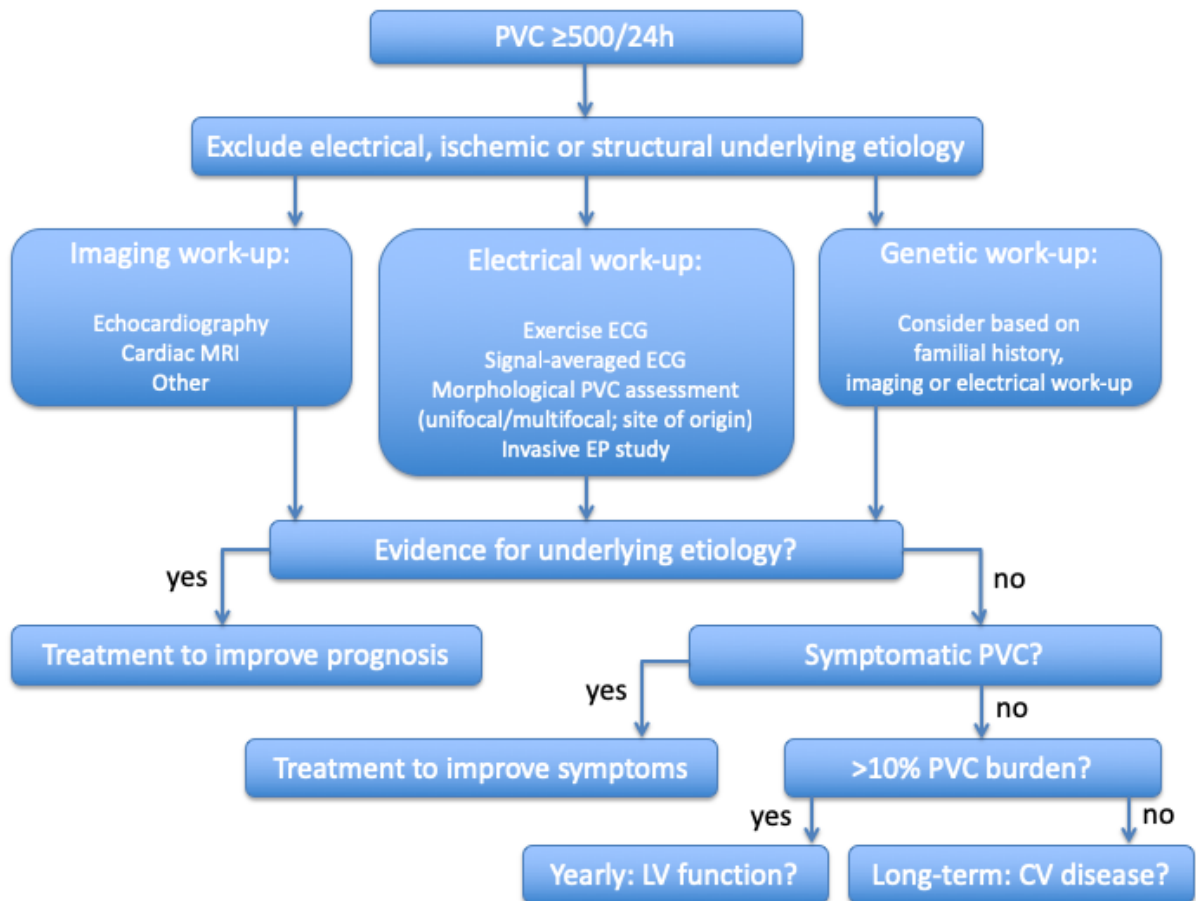 PVC ≥500/24h
Exclude electrical, ischemic or structural underlying etiology
Imaging work-up:
Echocardiography
Cardiac MRI
Other
Electrical work-up:
Exercise ECG
Signal-averaged ECG
Morphological PVC assessment
(unifocal/multifocal; site of origin)
Invasive EP study
Genetic work-up:
Consider based on
familial history,
imaging or electrical work-up
Evidence for underlying etiology?
yes
no
Treatment to improve prognosis
Symptomatic PVC?
yes
no
Treatment to improve symptoms
>10% PVC burden?
yes
no
Yearly: LV function?
Long-term: CV disease?